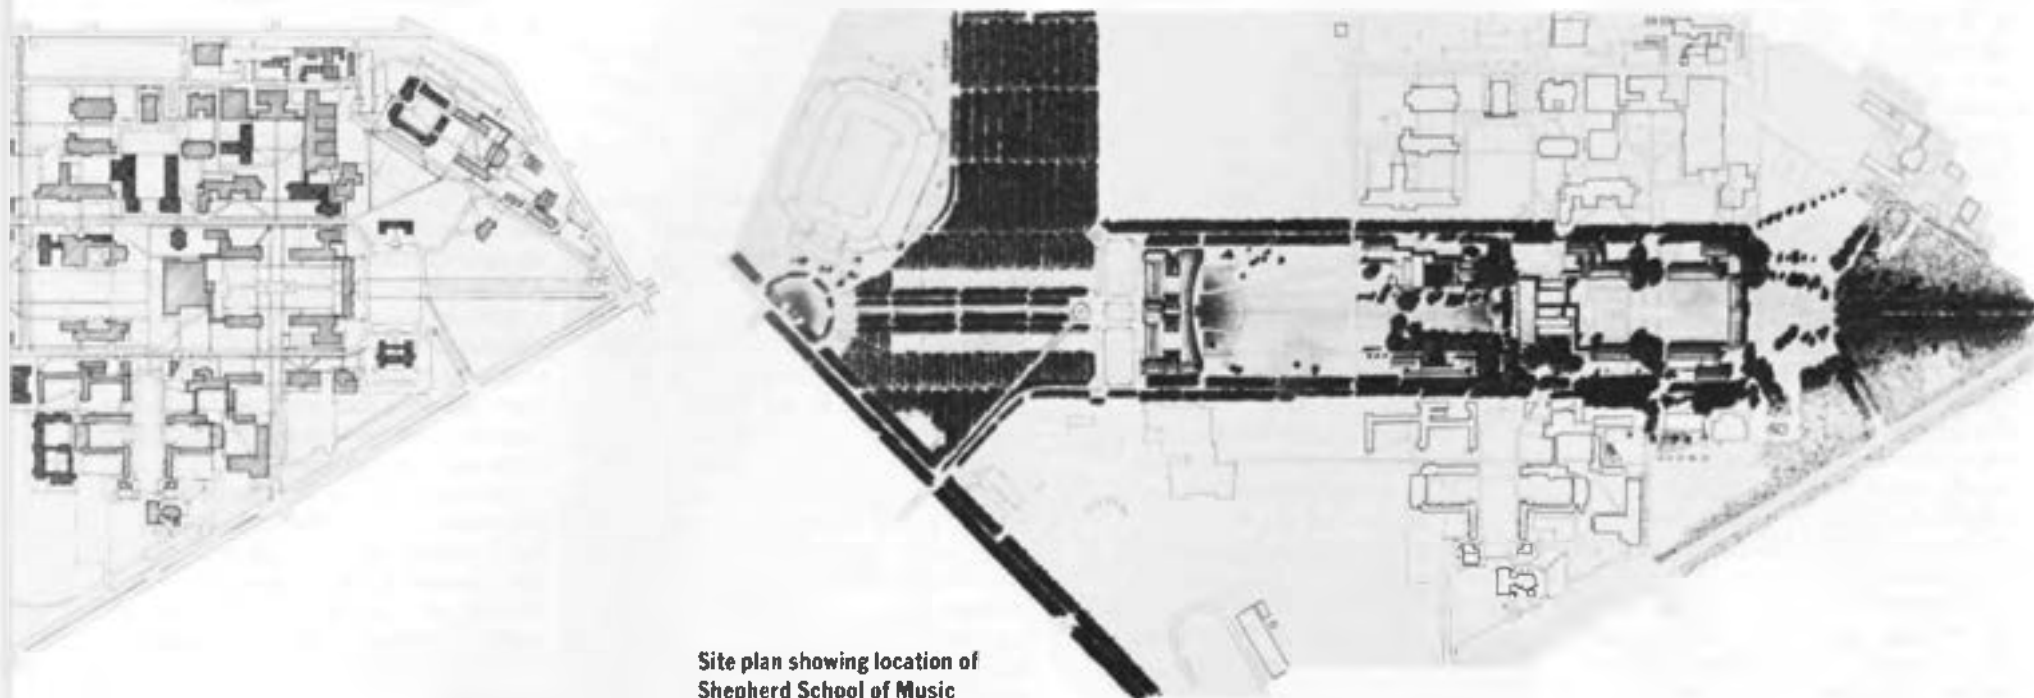 Site plan showing location of
Shepherd School of Music